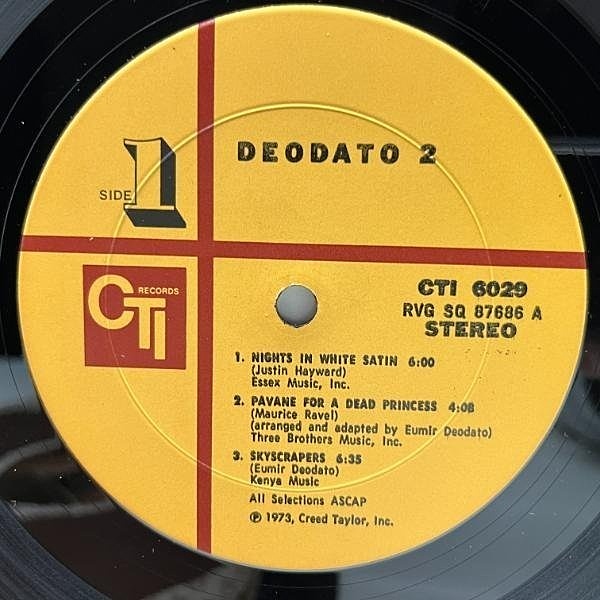 DEODATO 2
SIDE 1
CTI RECORDS
CTI 6029
RVG SQ 87686 A
STEREO
1. NIGHTS IN WHITE SATIN 6:00
(Justin Hayward)
Essex Music, Inc.
2. PAVANE FOR A DEAD PRINCESS 4:08
(Maurice Ravel)
(arranged and adapted by Eumir Deodato)
Three Brothers Music, Inc.
3. SKYSCRAPERS 6:35
(Eumir Deodato)
Kenya Music
All Selections ASCAP
℗ 1973, Creed Taylor, Inc.